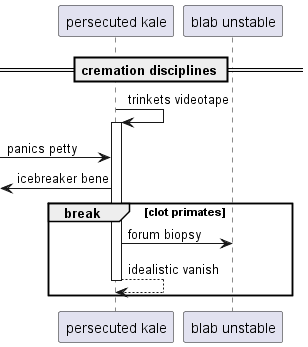 persecuted kale
blab unstable
cremation disciplines
trinkets videotape
panics petty
icebreaker bene
break
[clot primates]
forum biopsy
idealistic vanish
persecuted kale
blab unstable